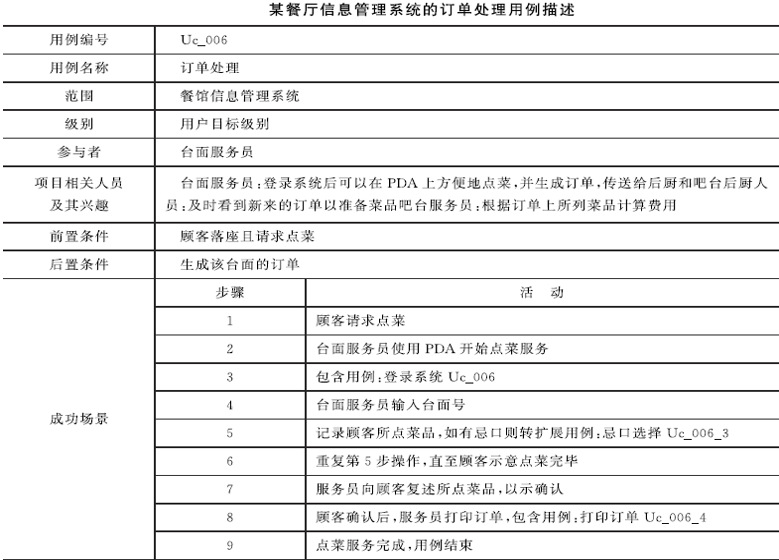 某餐厅信息管理系统的订单处理用例描述
用例编号 Uc_006
用例名称 订单处理
范围 餐馆信息管理系统
级别 用户目标级别
参与者 台面服务员
项目相关人员及其兴趣 台面服务员:登录系统后可以在 PDA 上方便地点菜,并生成订单,传送给后厨和吧台后厨人
员:及时看到新来的订单以准备菜品吧台服务员:根据订单上所列菜品计算费用
前置条件 顾客落座且请求点菜
后置条件 生成该台面的订单
成功场景
步骤 活 动
1 顾客请求点菜
2 台面服务员使用 PDA 开始点菜服务
3 包含用例:登录系统 Uc_006
4 台面服务员输入台面号
5 记录顾客所点菜品,如有忌口则转扩展用例:忌口选择 Uc_006_3
6 重复第 5 步操作,直至顾客示意点菜完毕
7 服务员向顾客复述所点菜品,以示确认
8 顾客确认后,服务员打印订单,包含用例:打印订单 Uc_006_4
9 点菜服务完成,用例结束